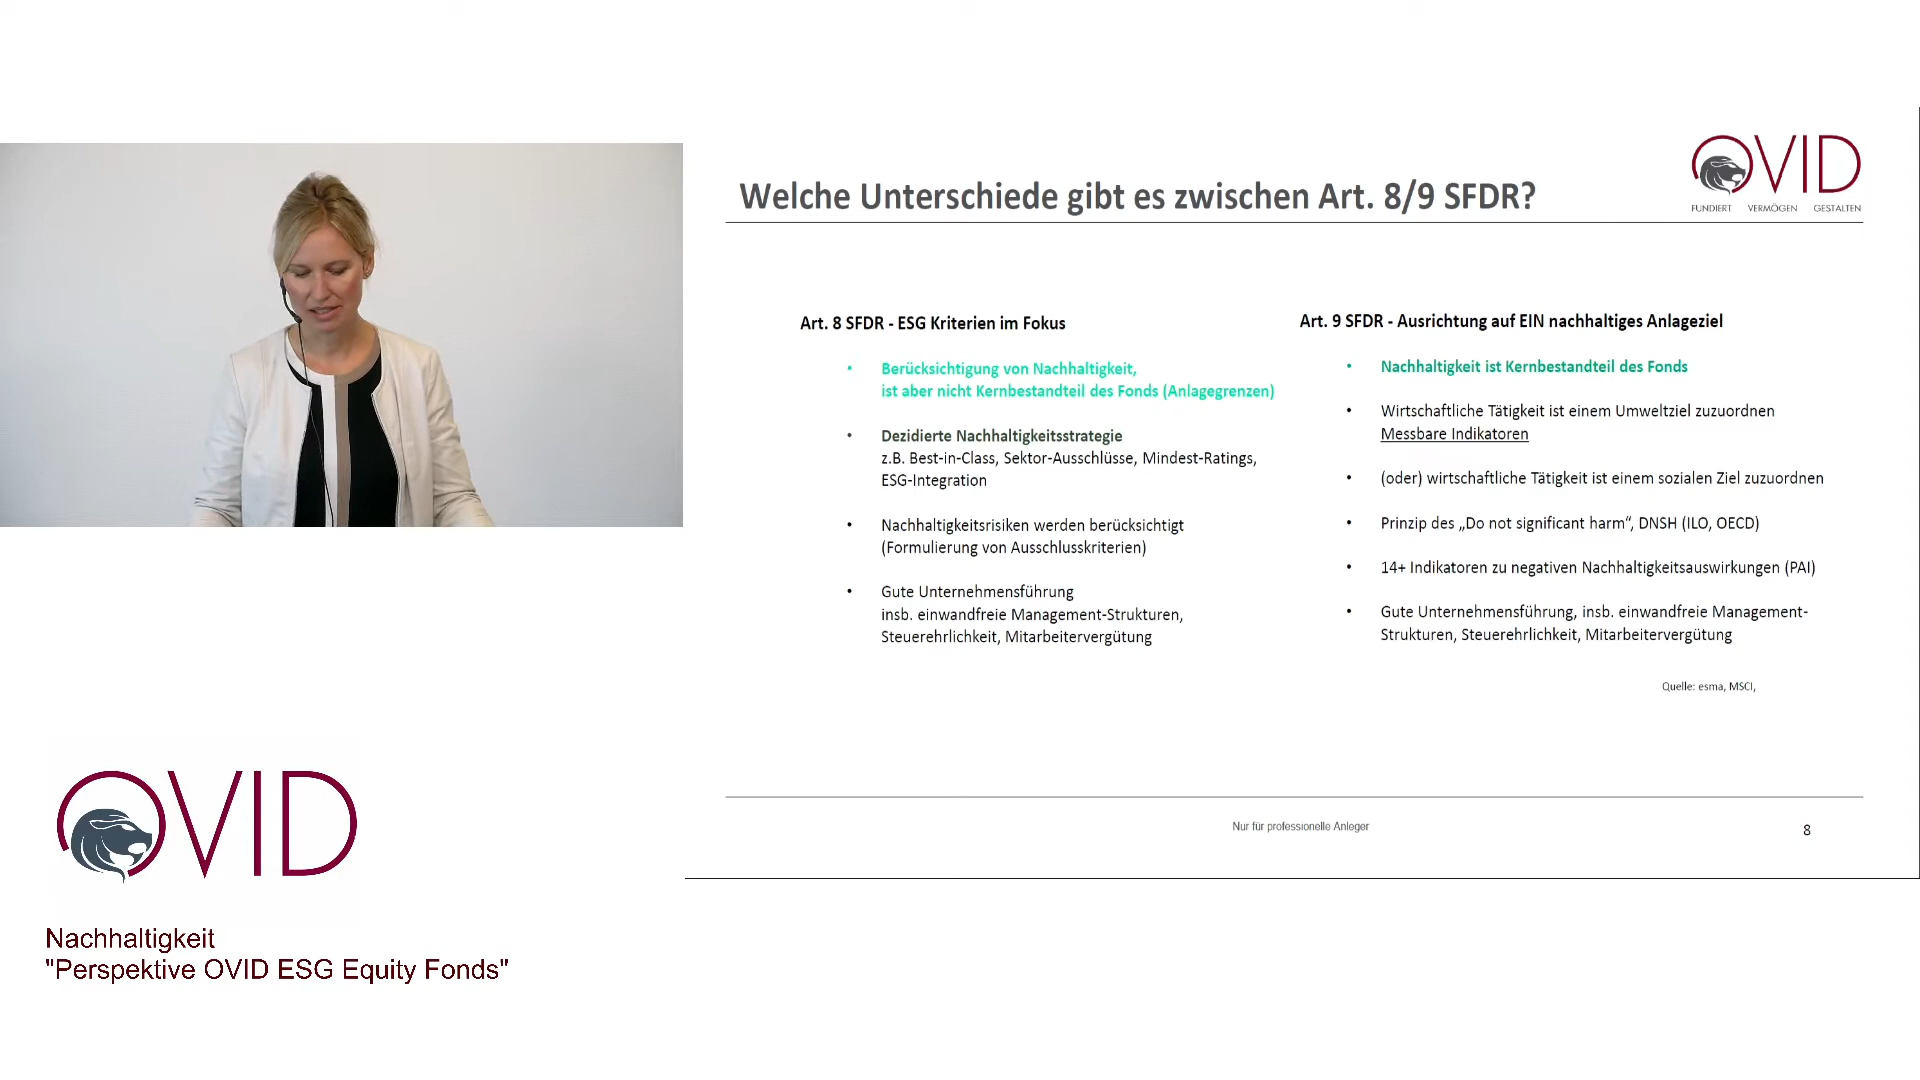 Welche Unterschiede gibt es zwischen Art. 8/9 SFDR?
OVID
FUNDIERT VERMÖGEN GESTALTEN
Art. 8 SFDR - ESG Kriterien im Fokus
• Berücksichtigung von Nachhaltigkeit,
ist aber nicht Kernbestandteil des Fonds (Anlagegrenzen)
• Dezidierte Nachhaltigkeitsstrategie
z.B. Best-in-Class, Sektor-Ausschlüsse, Mindest-Ratings,
ESG-Integration
• Nachhaltigkeitsrisiken werden berücksichtigt
(Formulierung von Ausschlusskriterien)
• Gute Unternehmensführung
insb. einwandfreie Management-Strukturen,
Steuerehrlichkeit, Mitarbeitervergütung
Art. 9 SFDR - Ausrichtung auf EIN nachhaltiges Anlageziel
• Nachhaltigkeit ist Kernbestandteil des Fonds
• Wirtschaftliche Tätigkeit ist einem Umweltziel zuzuordnen
Messbare Indikatoren
• (oder) wirtschaftliche Tätigkeit ist einem sozialen Ziel zuzuordnen
• Prinzip des „Do not significant harm“, DNSH (ILO, OECD)
• 14+ Indikatoren zu negativen Nachhaltigkeitsauswirkungen (PAI)
• Gute Unternehmensführung, insb. einwandfreie Management-
Strukturen, Steuerehrlichkeit, Mitarbeitervergütung
Quelle: esma, MSCI,
Nur für professionelle Anleger
8
OVID
Nachhaltigkeit
"Perspektive OVID ESG Equity Fonds"